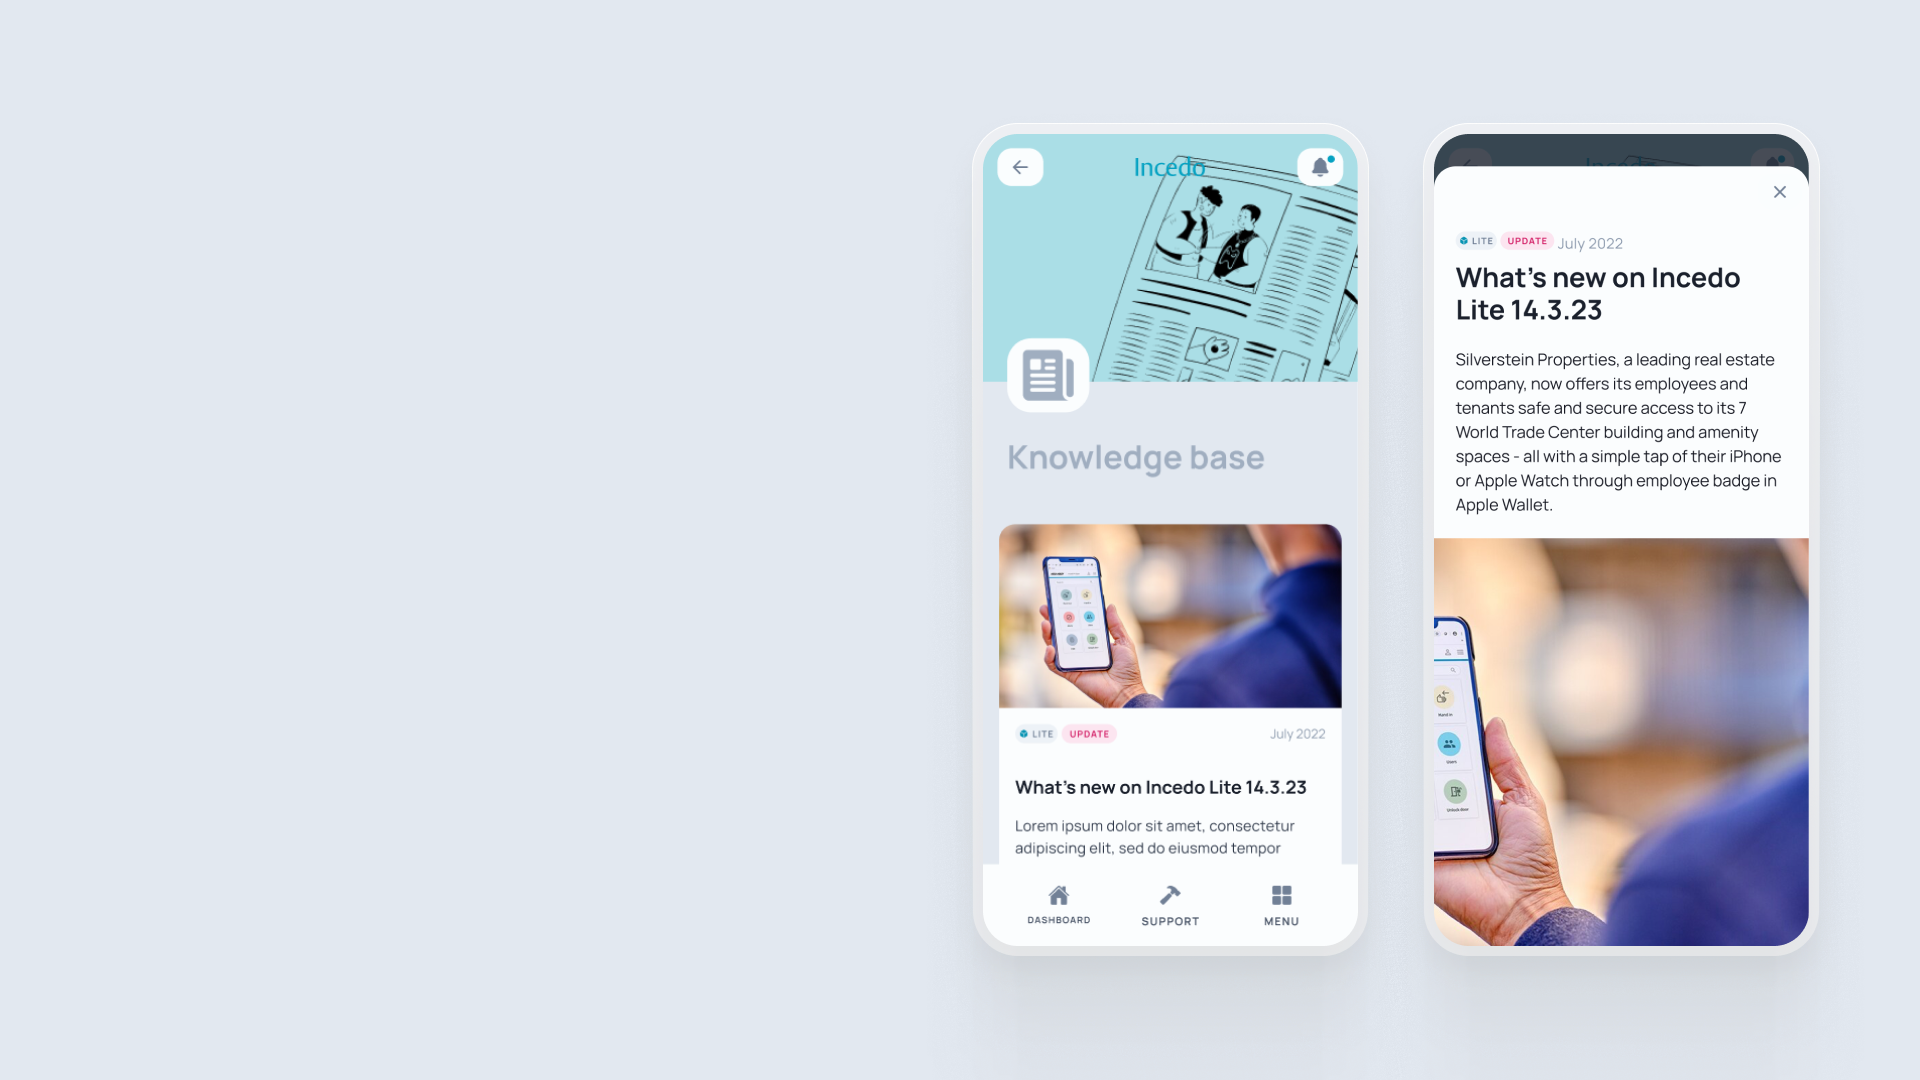 Incedo
Knowledge base
LITE UPDATE July 2022
What's new on Incedo Lite 14.3.23
Lorem ipsum dolor sit amet, consectetur
adipiscing elit, sed do eiusmod tempor
DASHBOARD SUPPORT MENU
LITE UPDATE July 2022
What's new on Incedo
Lite 14.3.23
Silverstein Properties, a leading real estate
company, now offers its employees and
tenants safe and secure access to its 7
World Trade Center building and amenity
spaces - all with a simple tap of their iPhone
or Apple Watch through employee badge in
Apple Wallet.
Users
Unlock door